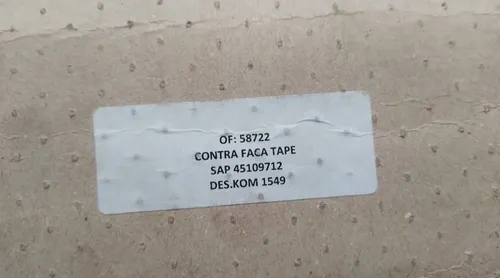 OF: 58722
CONTRA FACA TAPE
SAP 45109712
DES.KOM 1549